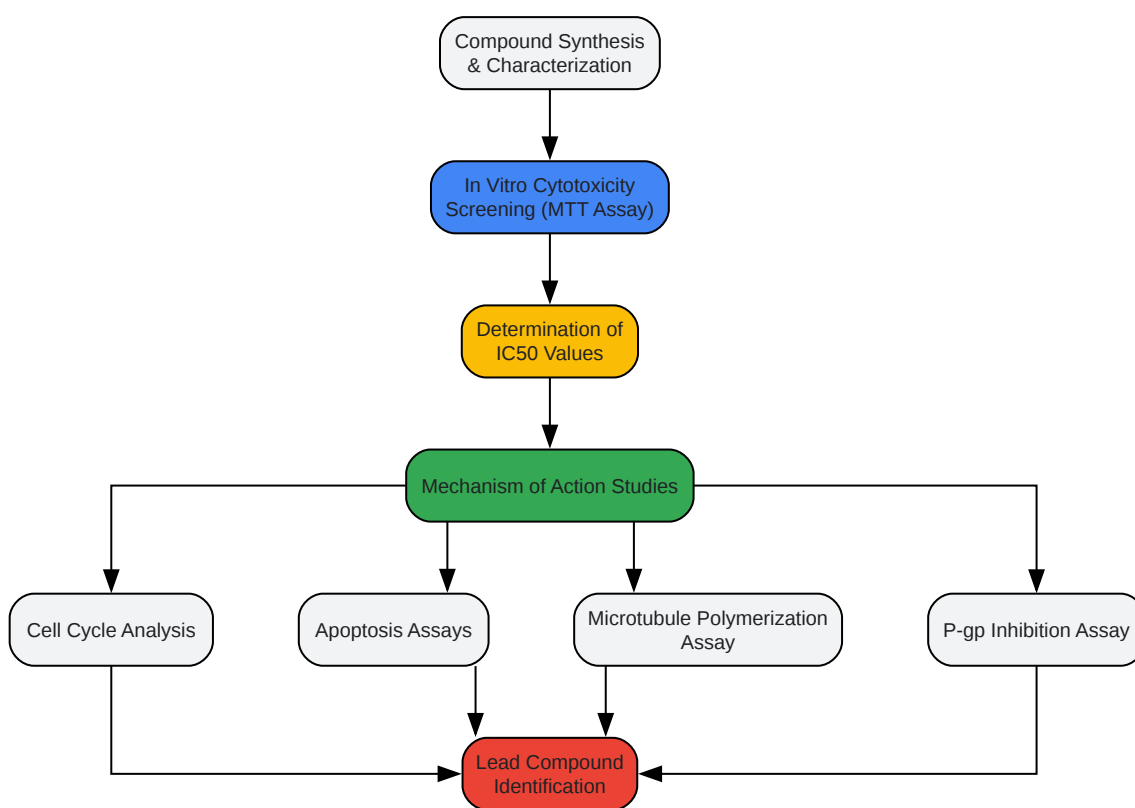 Compound Synthesis
& Characterization
In Vitro Cytotoxicity
Screening (MTT Assay)
Determination of
IC50 Values
Mechanism of Action Studies
Cell Cycle Analysis
Apoptosis Assays
Microtubule Polymerization
Assay
P-gp Inhibition Assay
Lead Compound
Identification